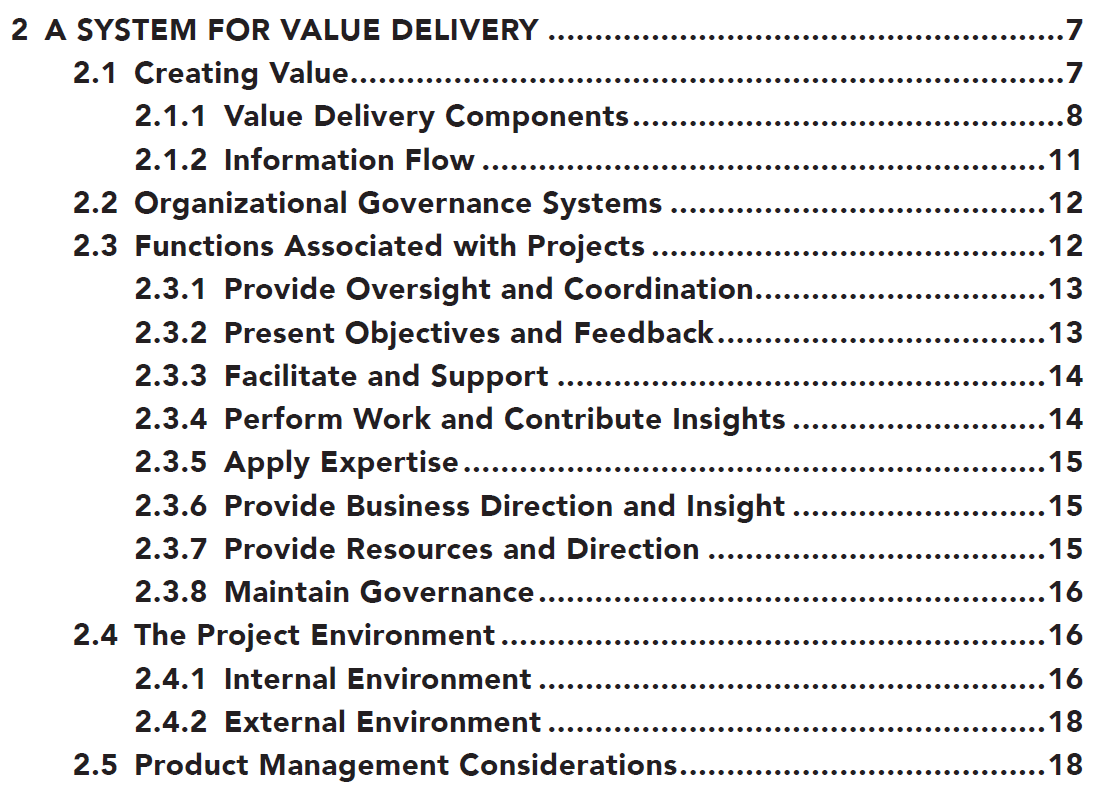 2 A SYSTEM FOR VALUE DELIVERY ........................................................7
2.1 Creating Value.............................................................................7
2.1.1 Value Delivery Components..............................................8
2.1.2 Information Flow.............................................................11
2.2 Organizational Governance Systems ........................................12
2.3 Functions Associated with Projects ..........................................12
2.3.1 Provide Oversight and Coordination...............................13
2.3.2 Present Objectives and Feedback...................................13
2.3.3 Facilitate and Support ....................................................14
2.3.4 Perform Work and Contribute Insights ...........................14
2.3.5 Apply Expertise..............................................................15
2.3.6 Provide Business Direction and Insight ...........................15
2.3.7 Provide Resources and Direction ....................................15
2.3.8 Maintain Governance......................................................16
2.4 The Project Environment..........................................................16
2.4.1 Internal Environment ......................................................16
2.4.2 External Environment .....................................................18
2.5 Product Management Considerations.......................................18